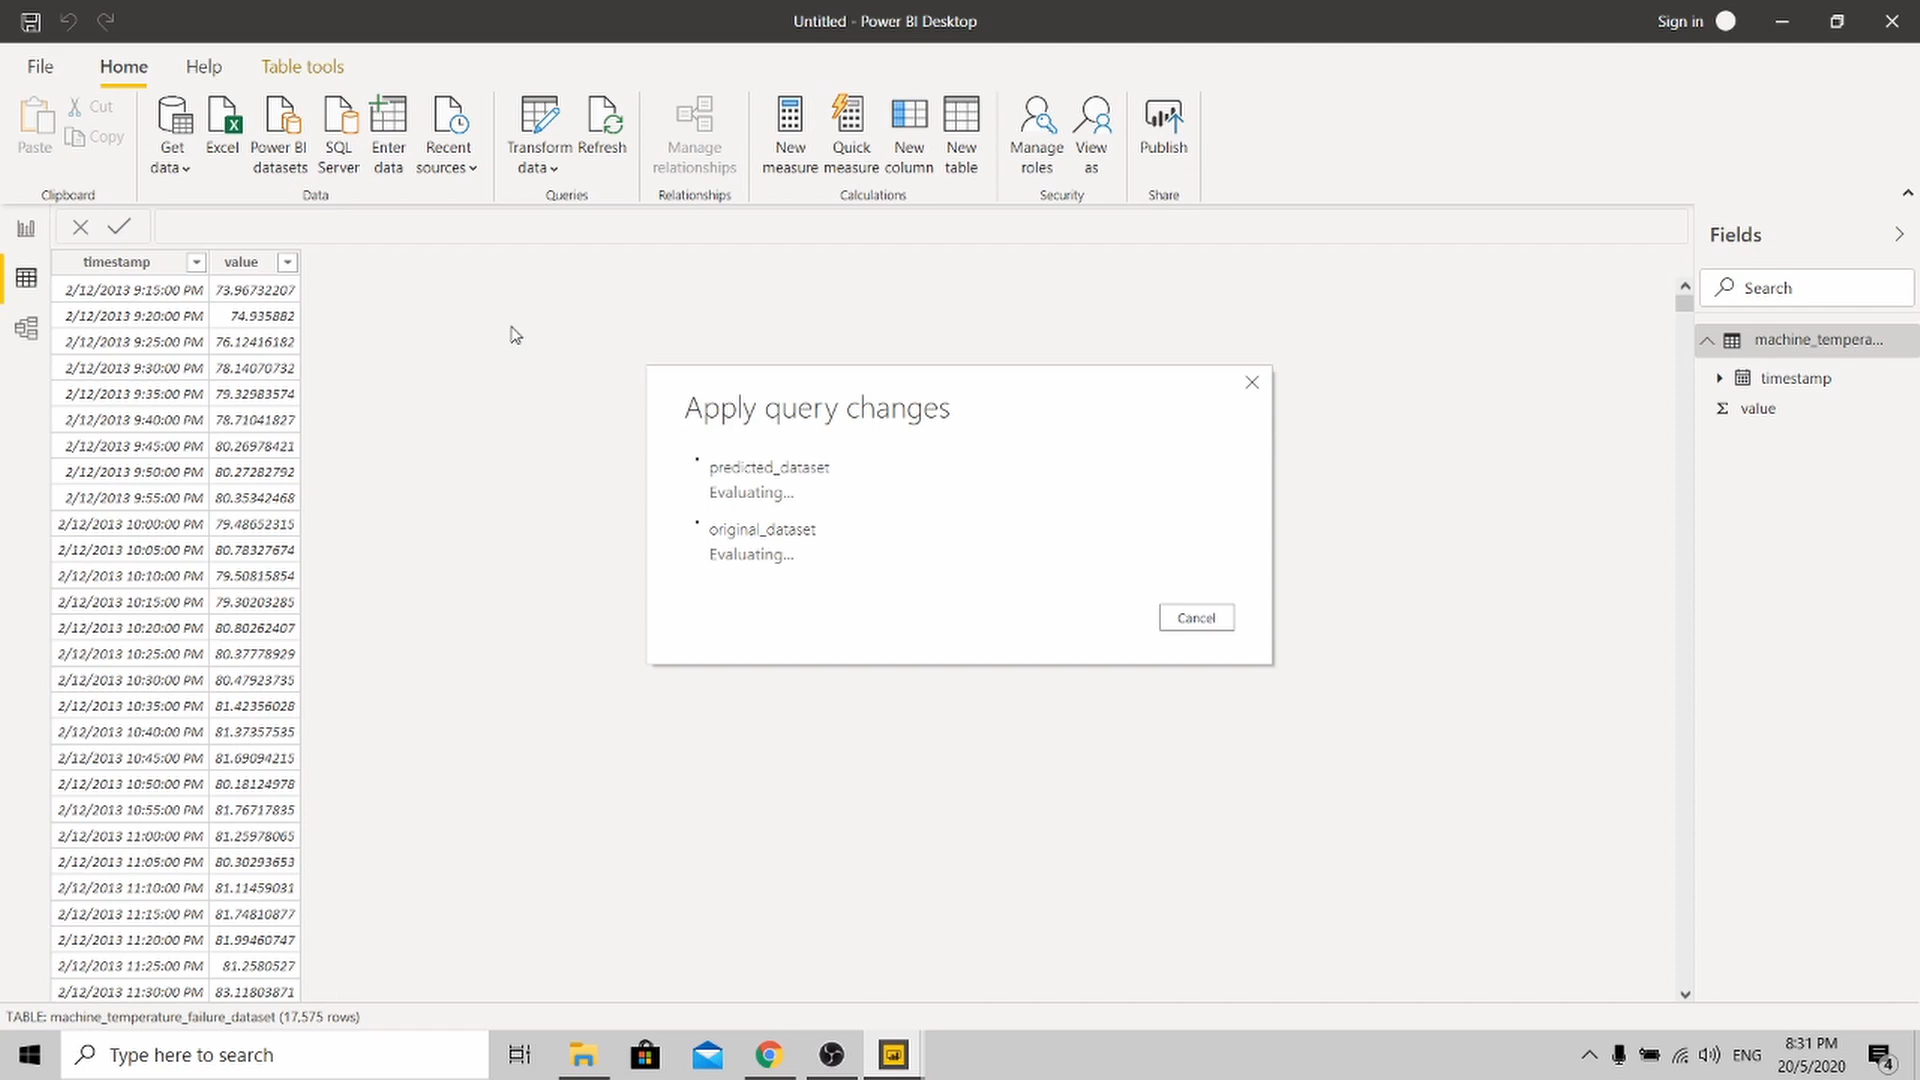 Untitled - Power BI Desktop
Sign in
File
Home
Help
Table tools
Paste
Cut
Copy
Clipboard
Get data
Excel
Power BI datasets
SQL Server
Enter data
Recent sources
Data
Transform data
Refresh
Queries
Manage relationships
Relationships
New measure
Quick measure
New column
New table
Calculations
Manage roles
View as
Security
Publish
Share
timestamp value
2/12/2013 9:15:00 PM 73.96732207
2/12/2013 9:20:00 PM 74.935882
2/12/2013 9:25:00 PM 76.12416182
2/12/2013 9:30:00 PM 78.14070732
2/12/2013 9:35:00 PM 79.32983574
2/12/2013 9:40:00 PM 78.71041827
2/12/2013 9:45:00 PM 80.26978421
2/12/2013 9:50:00 PM 80.27282792
2/12/2013 9:55:00 PM 80.35342468
2/12/2013 10:00:00 PM 79.48652315
2/12/2013 10:05:00 PM 80.78327674
2/12/2013 10:10:00 PM 79.50815854
2/12/2013 10:15:00 PM 79.30203285
2/12/2013 10:20:00 PM 80.80262407
2/12/2013 10:25:00 PM 80.37778929
2/12/2013 10:30:00 PM 80.47923735
2/12/2013 10:35:00 PM 81.42356028
2/12/2013 10:40:00 PM 81.37357535
2/12/2013 10:45:00 PM 81.69094215
2/12/2013 10:50:00 PM 80.18124978
2/12/2013 10:55:00 PM 81.76717835
2/12/2013 11:00:00 PM 81.25978065
2/12/2013 11:05:00 PM 80.30293653
2/12/2013 11:10:00 PM 81.11459031
2/12/2013 11:15:00 PM 81.74810877
2/12/2013 11:20:00 PM 81.99460747
2/12/2013 11:25:00 PM 81.2580527
2/12/2013 11:30:00 PM 83.11803871
Apply query changes
predicted_dataset
Evaluating...
original_dataset
Evaluating...
Cancel
Fields
Search
machine_tempera...
timestamp
Σ value
TABLE: machine_temperature_failure_dataset (17,575 rows)
Type here to search
ENG
8:31 PM
20/5/2020
4